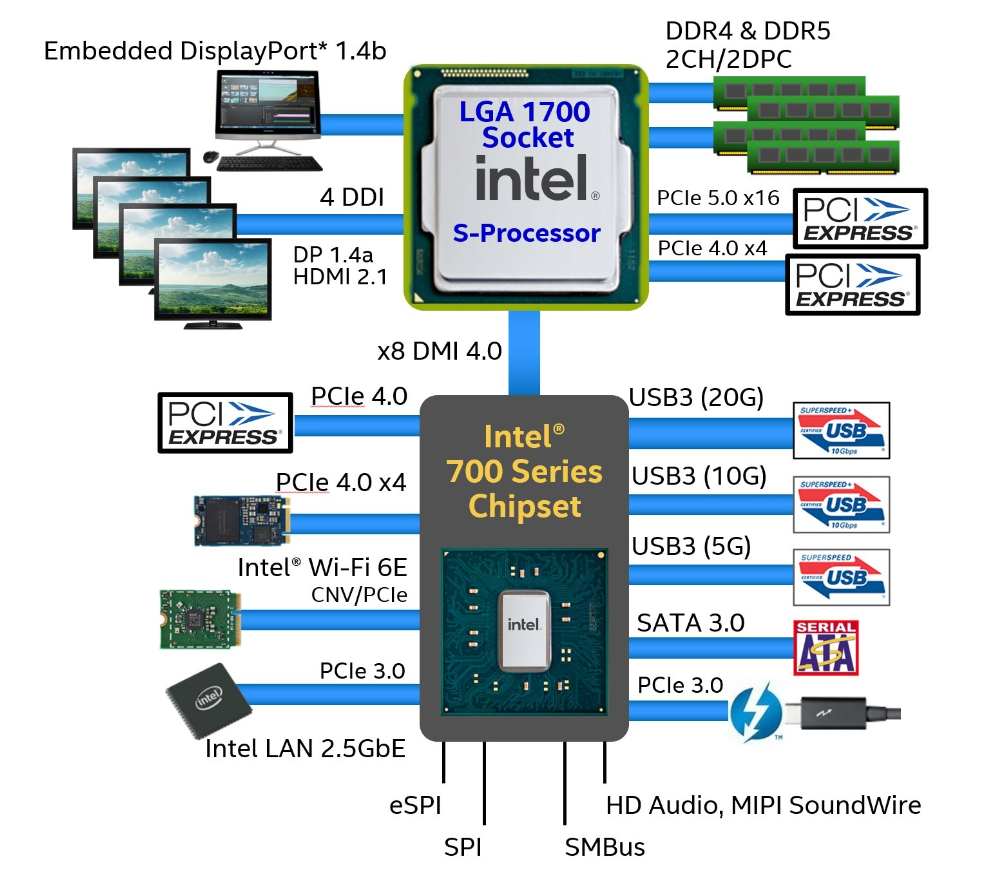 Embedded DisplayPort* 1.4b
DDR4 & DDR5
2CH/2DPC
LGA 1700
Socket
intel®
S-Processor
4 DDI
DP 1.4a
HDMI 2.1
PCIe 5.0 x16
PCI
EXPRESS®
PCIe 4.0 x4
PCI
EXPRESS®
x8 DMI 4.0
PCIe 4.0
PCI
EXPRESS®
PCIe 4.0 x4
Intel® Wi-Fi 6E
CNV/PCIe
PCIe 3.0
intel
Intel LAN 2.5GbE
Intel®
700 Series
Chipset
intel.
USB3 (20G)
SUPERSPEED+
CERTIFIED USB
10Gbps
USB3 (10G)
SUPERSPEED+
CERTIFIED USB
10Gbps
USB3 (5G)
SUPERSPEED
CERTIFIED USB
SATA 3.0
SERIAL
ATA
PCIe 3.0
TM
eSPI
SPI
SMBus
HD Audio, MIPI SoundWire